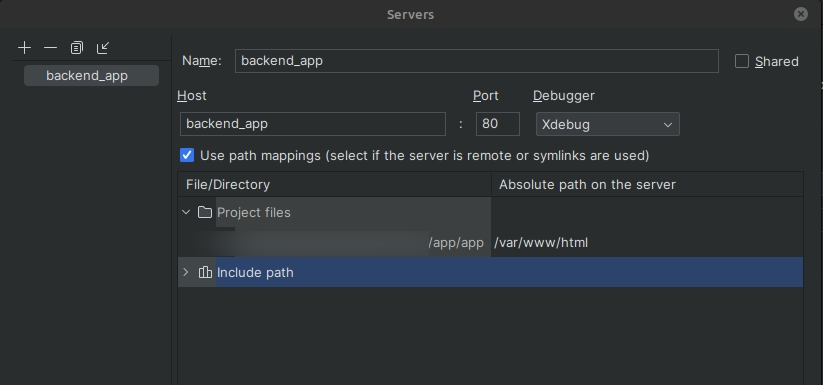 Servers
backend_app
Name: backend_app Shared
Host Port Debugger
backend_app : 80 Xdebug
Use path mappings (select if the server is remote or symlinks are used)
File/Directory Absolute path on the server
Project files
/app/app /var/www/html
Include path